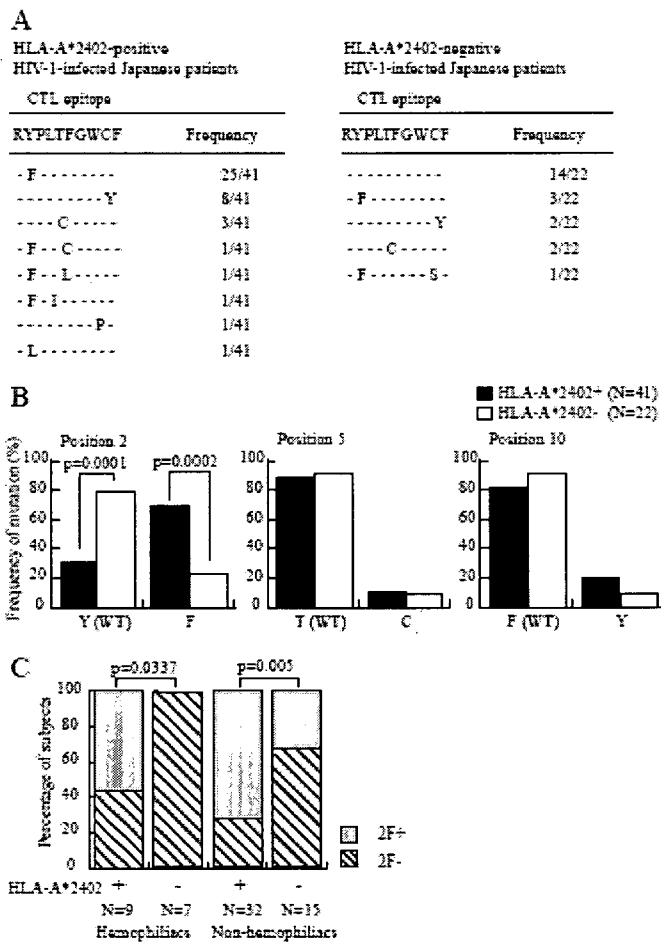 A
HLA-A*2402-positive
HIV-1-infected Japanese patients
CTL epitope
RYPLTFGWCF Frequency
-F-------- 25/41
---------Y 8/41
----C----- 3/41
-F--C----- 1/41
-F--L----- 1/41
-F-I------ 1/41
--------P- 1/41
-L-------- 1/41
HLA-A*2402-negative
HIV-1-infected Japanese patients
CTL epitope
RYPLTFGWCF Frequency
---------- 14/22
-F-------- 3/22
---------Y 2/22
----C----- 2/22
-F------S- 1/22
B
HLA-A*2402+ (N=41)
HLA-A*2402- (N=22)
Frequency of mutation (%)
Position 2
100
80
60
40
20
0
p=0.0001 p=0.0002
Y (WT) F
Position 5
100
80
60
40
20
0
T (WT) C
Position 10
100
80
60
40
20
0
F (WT) Y
C
p=0.0337 p=0.005
Percentage of subjects
100
80
60
40
20
0
2F+
2F-
HLA-A*2402 + - + -
N=9 N=7 N=32 N=15
Hemophiliacs Non-hemophiliacs